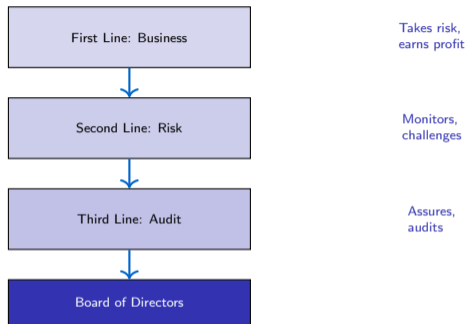 First Line: Business
Takes risk,
earns profit
Second Line: Risk
Monitors,
challenges
Third Line: Audit
Assures,
audits
Board of Directors